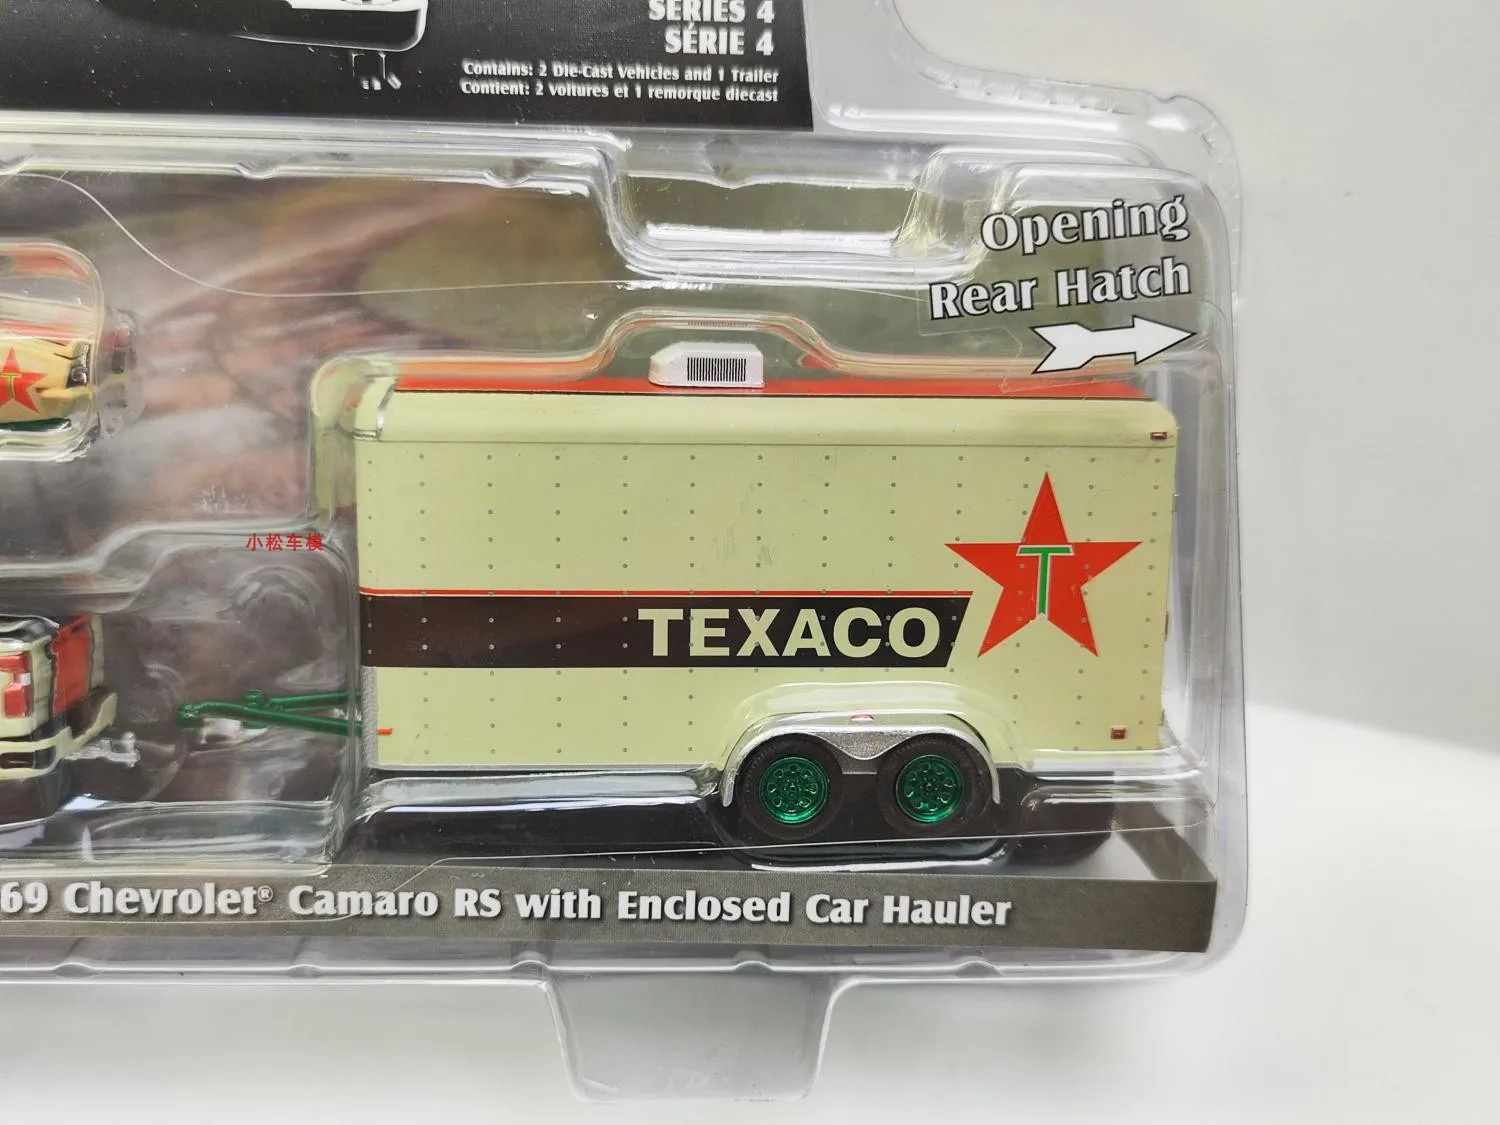 SERIES 4
SÉRIE 4
Contains: 2 Die-Cast Vehicles and 1 Trailer
Contient: 2 voitures et 1 remorque diecast
Opening
Rear Hatch
T
T
小松车模
TEXACO
69 Chevrolet® Camaro RS with Enclosed Car Hauler